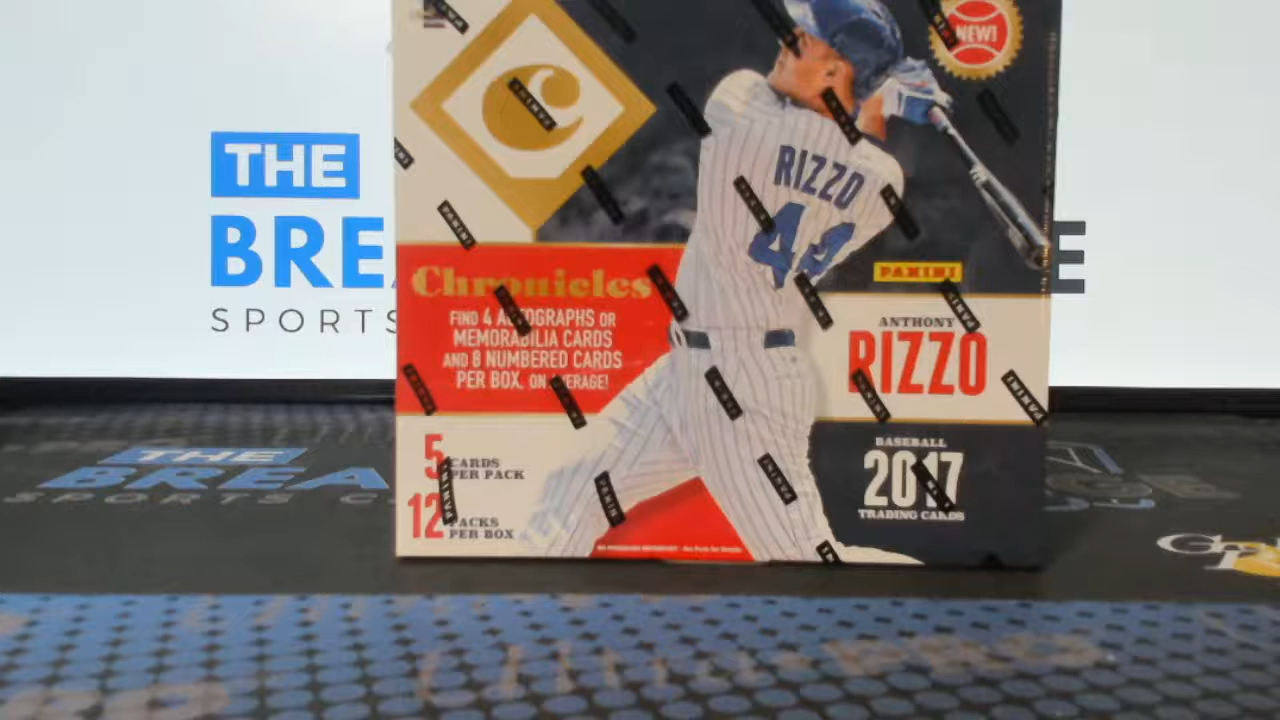 NEW!
THE
BRE
E
SPORTS
RIZZO
44
PANINI
Chronicles
FIND 4 AUTOGRAPHS OR
MEMORABILIA CARDS
AND 8 NUMBERED CARDS
PER BOX, ON AVERAGE!
ANTHONY
RIZZO
5 CARDS
PER PACK
12 PACKS
PER BOX
BASEBALL
2017
TRADING CARDS
THE
BREA
SPORTS C